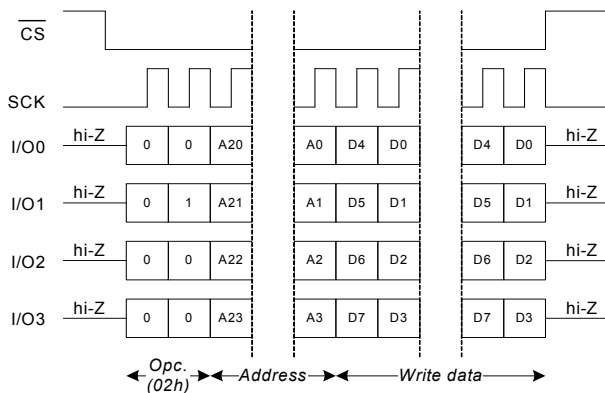 CS
SCK
I/O0 hi-Z 0 0 A20 A0 D4 D0 D4 D0 hi-Z
I/O1 hi-Z 0 1 A21 A1 D5 D1 D5 D1 hi-Z
I/O2 hi-Z 0 0 A22 A2 D6 D2 D6 D2 hi-Z
I/O3 hi-Z 0 0 A23 A3 D7 D3 D7 D3 hi-Z
Opc. Address Write data
(02h)